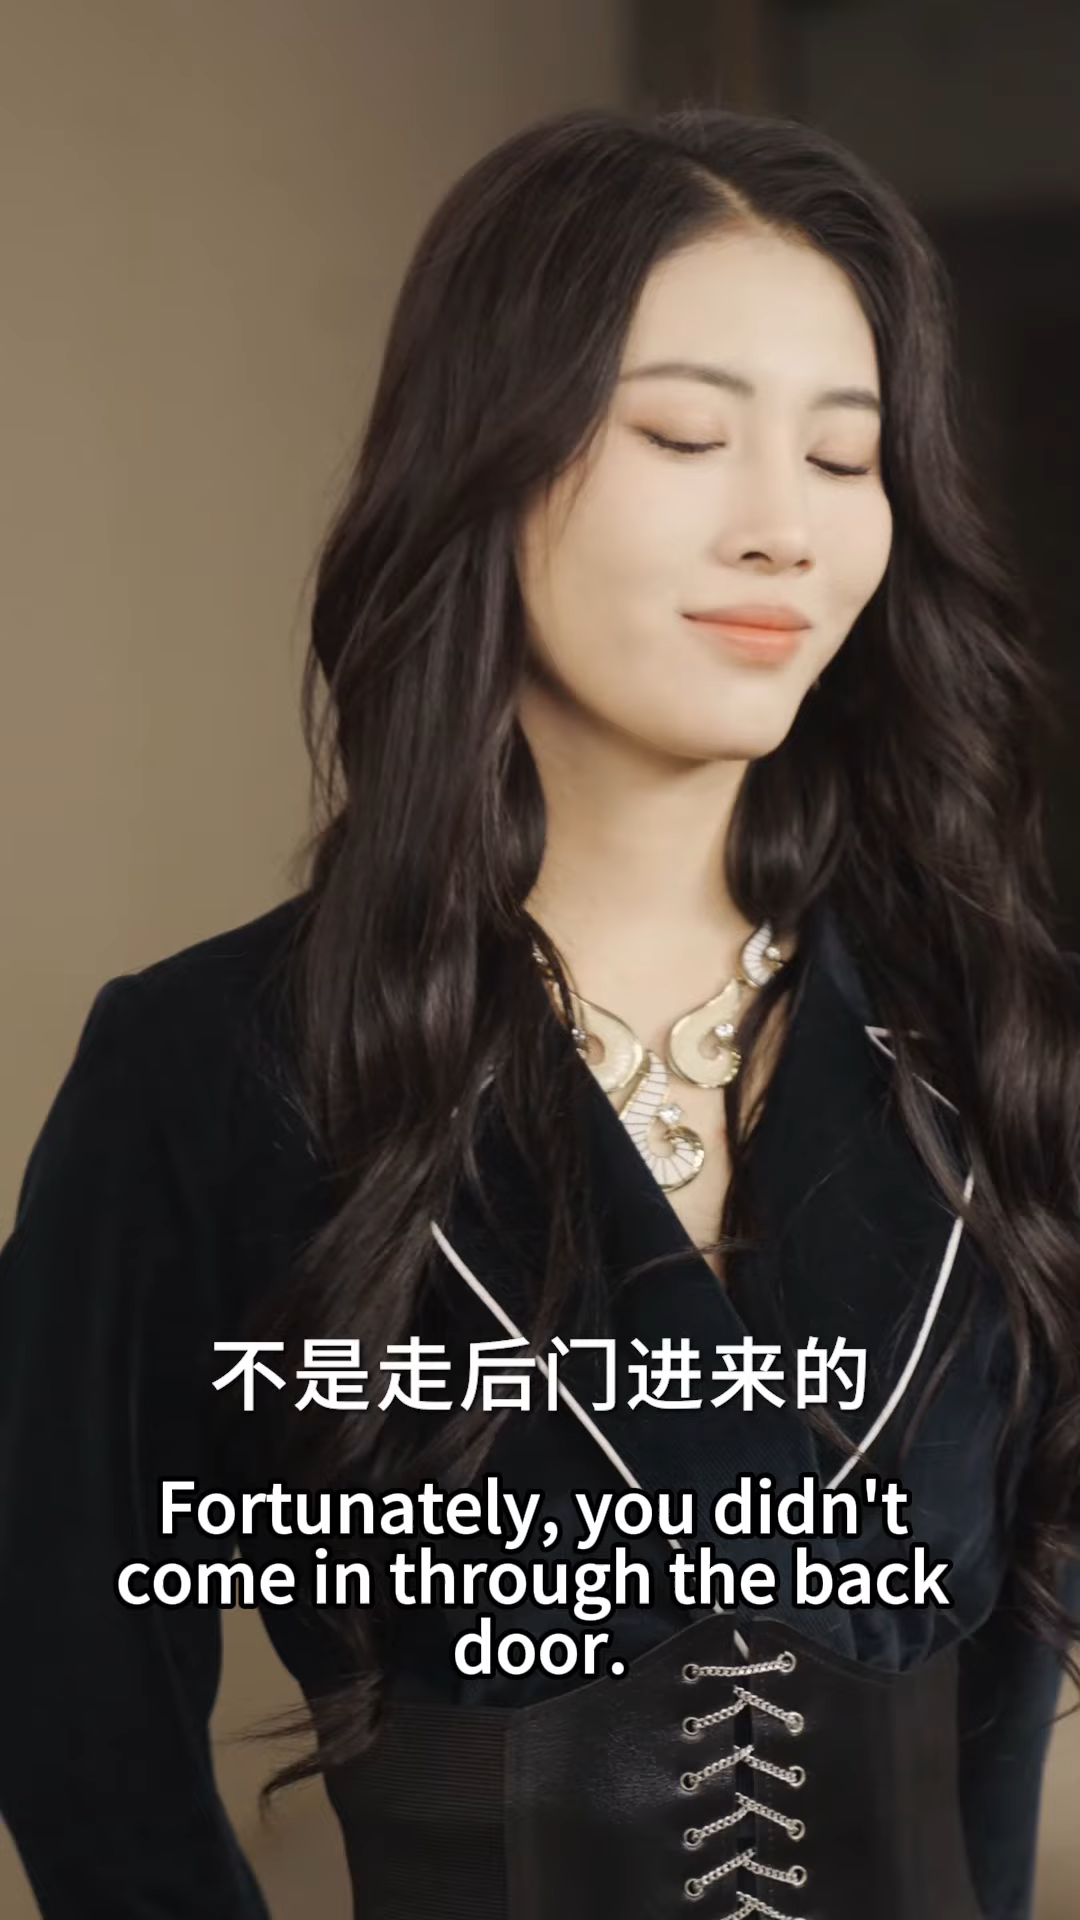 不是走后门进来的
Fortunately, you didn't
come in through the back
door.